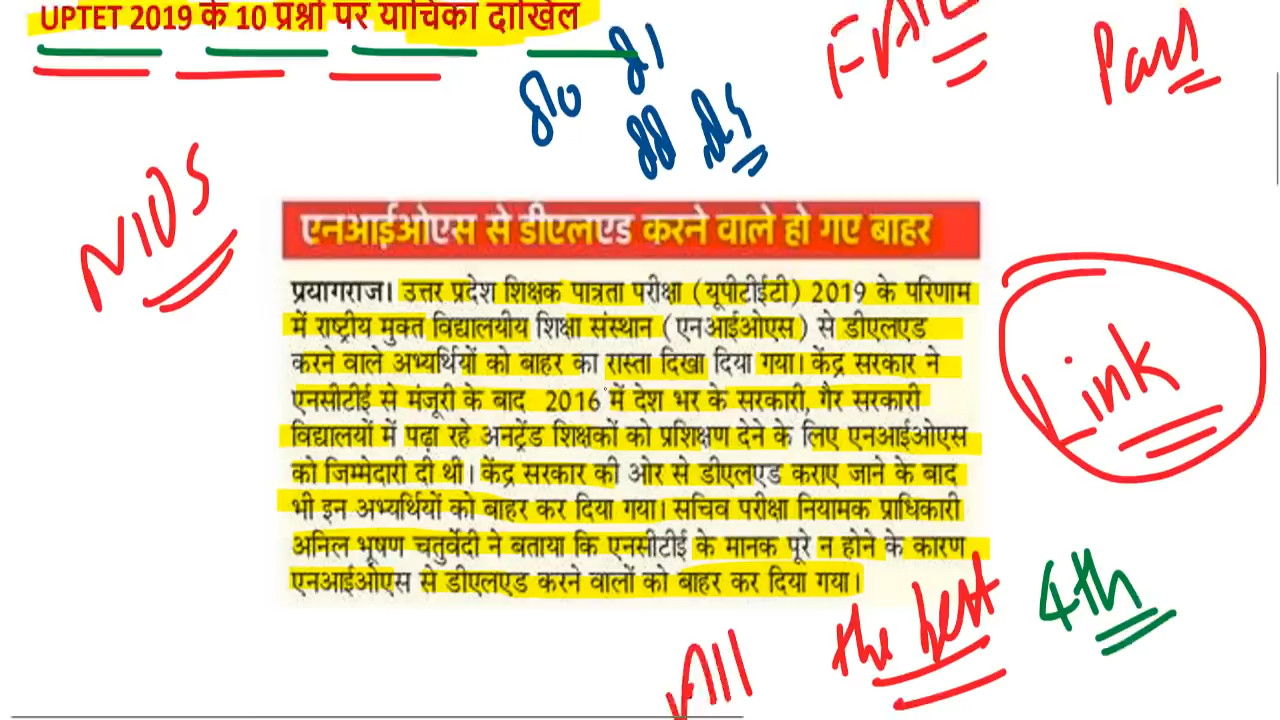 UPTET 2019 के 10 प्रश्नों पर याचिका दाखिल
80 81
88 89
FAIL
Pass
NIOS
एनआईओएस से डीएलएड करने वाले हो गए बाहर
प्रयागराज। उत्तर प्रदेश शिक्षक पात्रता परीक्षा (यूपीटीईटी) 2019 के परिणाम
में राष्ट्रीय मुक्त विद्यालयीय शिक्षा संस्थान (एनआईओएस) से डीएलएड
करने वाले अभ्यर्थियों को बाहर का रास्ता दिखा दिया गया। केंद्र सरकार ने
एनसीटीई से मंजूरी के बाद 2016 में देश भर के सरकारी, गैर सरकारी
विद्यालयों में पढ़ा रहे अनट्रेंड शिक्षकों को प्रशिक्षण देने के लिए एनआईओएस
को जिम्मेदारी दी थी। केंद्र सरकार की ओर से डीएलएड कराए जाने के बाद
भी इन अभ्यर्थियों को बाहर कर दिया गया। सचिव परीक्षा नियामक प्राधिकारी
अनिल भूषण चतुर्वेदी ने बताया कि एनसीटीई के मानक पूरे न होने के कारण
एनआईओएस से डीएलएड करने वालों को बाहर कर दिया गया।
Link
All the best 4th